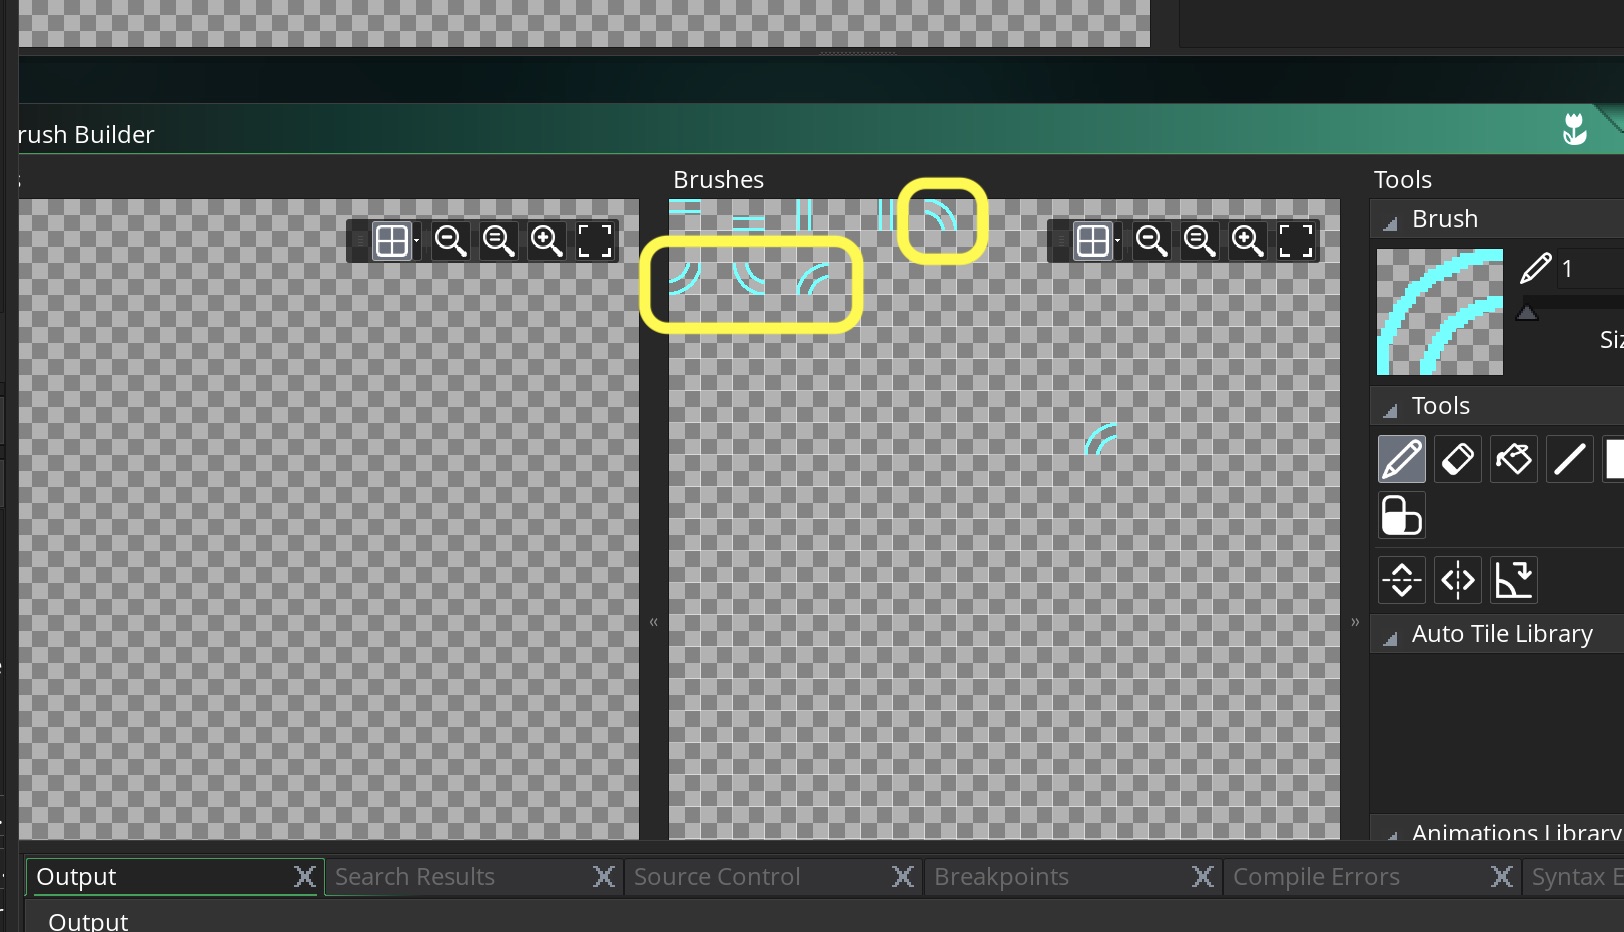 rush Builder
Brushes
Tools
Brush
1
Siz
Tools
Auto Tile Library
Animations Library
Output
Search Results
Source Control
Breakpoints
Compile Errors
Syntax E
Output